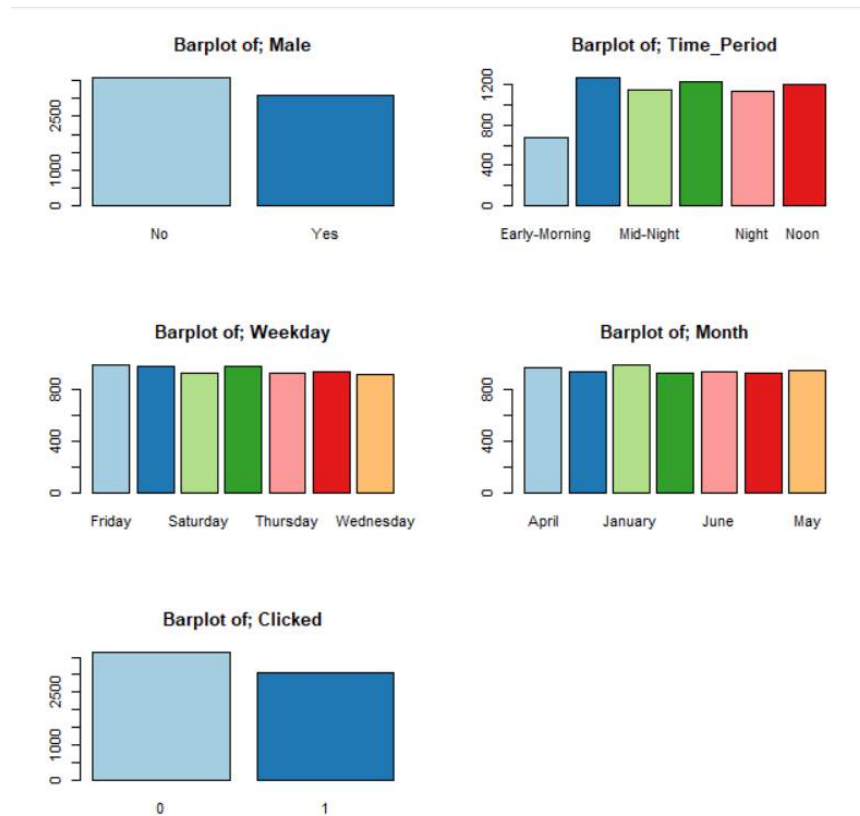 Barplot of; Male
2500
1000
0
No Yes
Barplot of; Time_Period
1200
800
400
0
Early-Morning Mid-Night Night Noon
Barplot of; Weekday
800
400
0
Friday Saturday Thursday Wednesday
Barplot of; Month
800
400
0
April January June May
Barplot of; Clicked
2500
1000
0
0 1